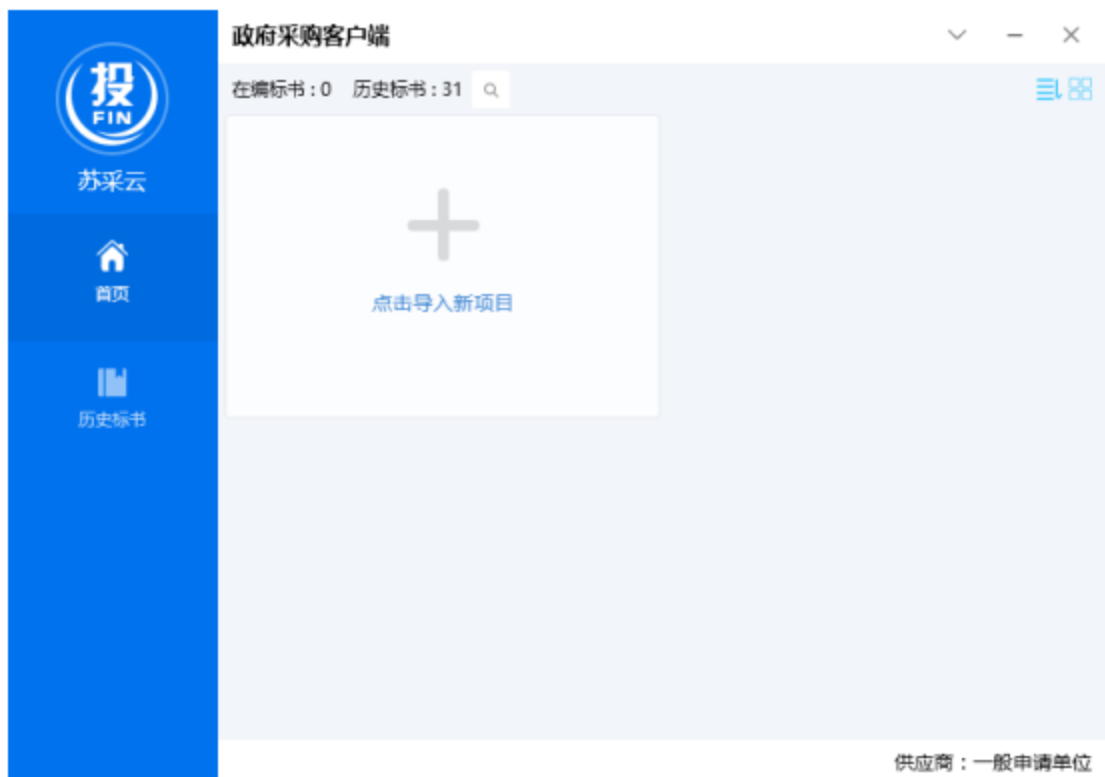 政府采购客户端
投
FIN
苏采云
首页
历史标书
在编标书：0 历史标书：31
点击导入新项目
供应商：一般申请单位